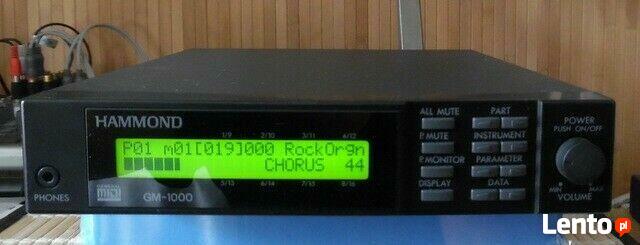 HAMMOND
1/9 2/10 3/11 4/12
P01 m01[019]000 RockOrgn
CHORUS 44
5/13 6/14 7/15 8/16
PHONES
GENERAL MIDI
GM-1000
ALL MUTE PART
P.MUTE INSTRUMENT
P.MONITOR PARAMETER
DISPLAY DATA
POWER
PUSH ON/OFF
MIN MAX
VOLUME
Lento.pl